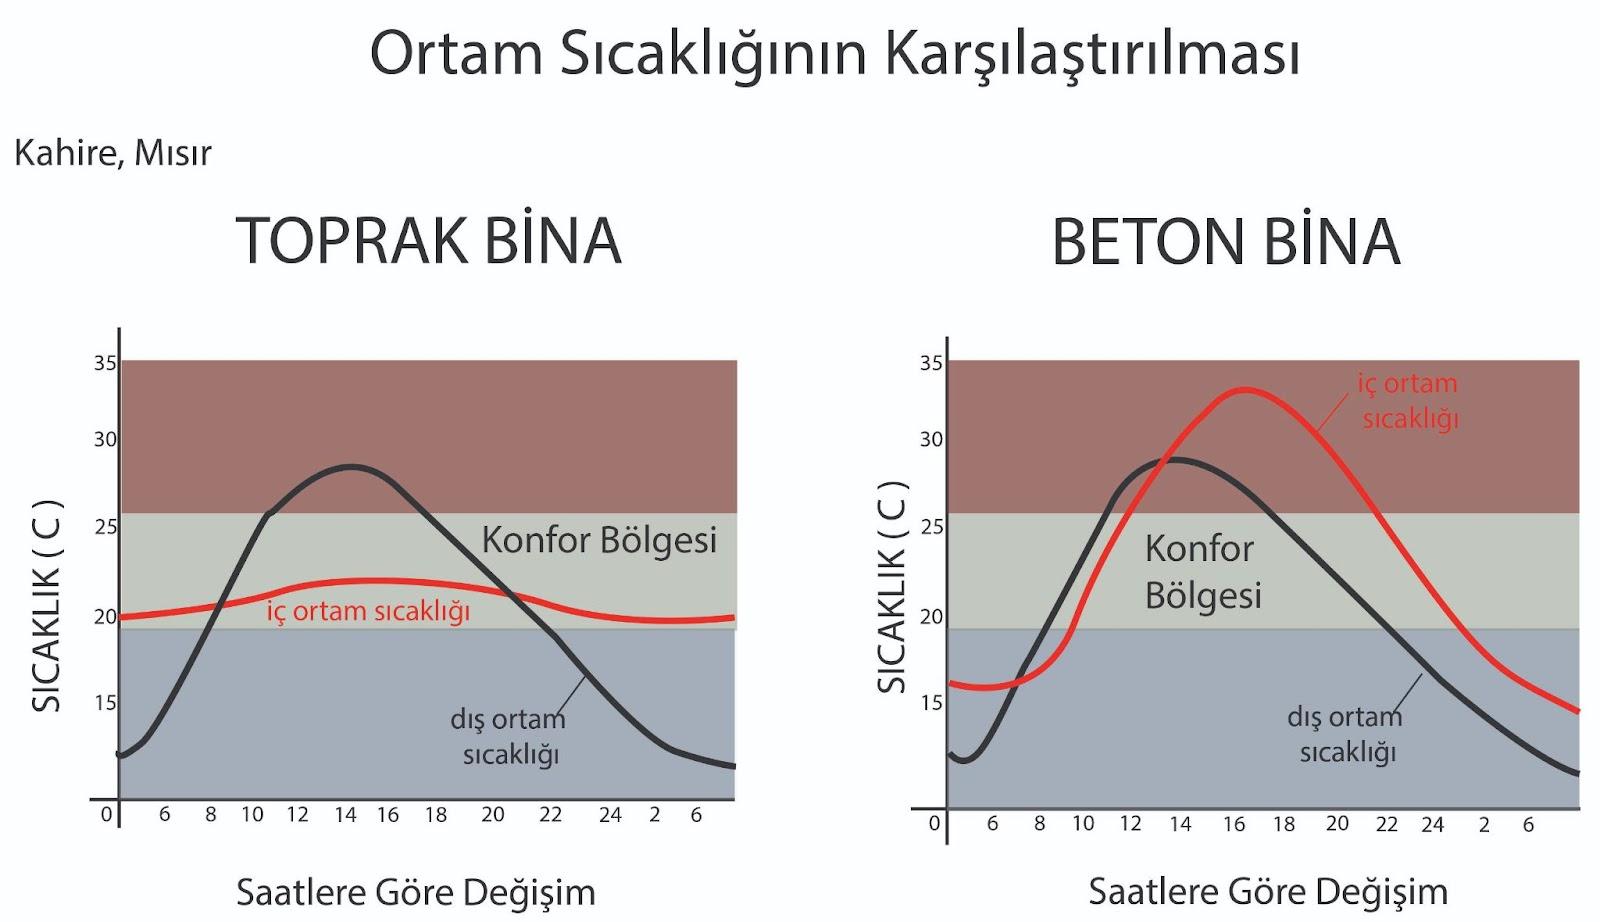 Ortam Sıcaklığının Karşılaştırılması
Kahire, Mısır
TOPRAK BİNA
35
30
25
20
15
SICAKLIK ( C )
Konfor Bölgesi
iç ortam sıcaklığı
dış ortam
sıcaklığı
0 6 8 10 12 14 16 18 20 22 24 2 6
Saatlere Göre Değişim
BETON BİNA
35
30
25
20
15
SICAKLIK ( C )
iç ortam
sıcaklığı
Konfor
Bölgesi
dış ortam
sıcaklığı
0 6 8 10 12 14 16 18 20 22 24 2 6
Saatlere Göre Değişim